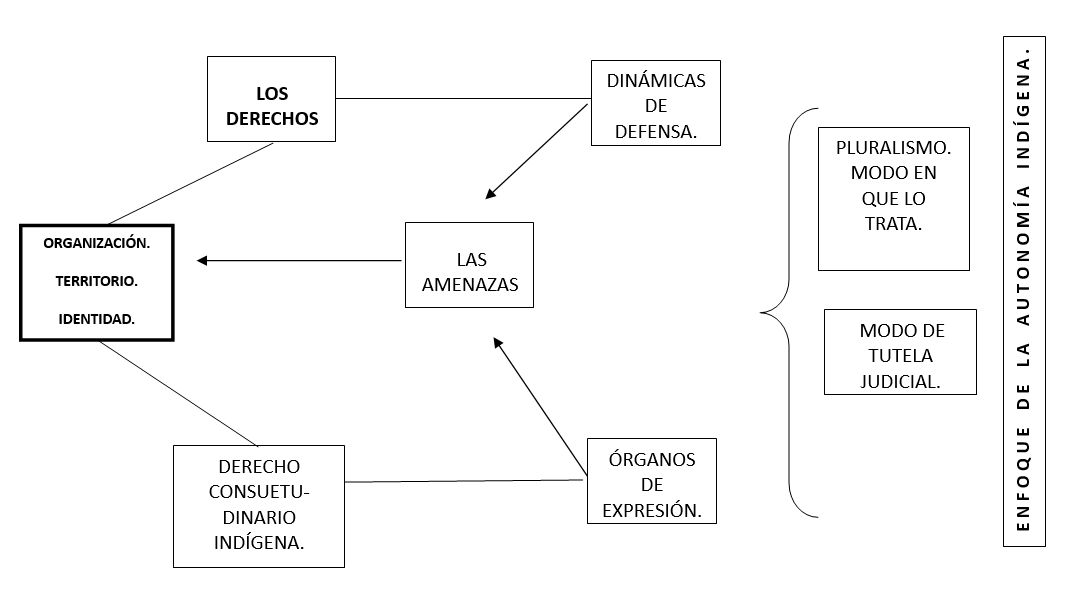 LOS
DERECHOS
DINÁMICAS
DE
DEFENSA.
ORGANIZACIÓN.
TERRITORIO.
IDENTIDAD.
LAS
AMENAZAS
DERECHO
CONSUETU-
DINARIO
INDÍGENA.
ÓRGANOS
DE
EXPRESIÓN.
PLURALISMO.
MODO EN
QUE LO
TRATA.
MODO DE
TUTELA
JUDICIAL.
ENFOQUE DE LA AUTONOMÍA INDÍGENA.